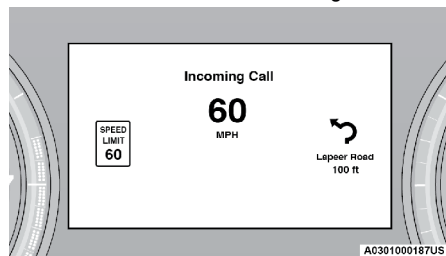 Incoming Call
60
MPH
SPEED
LIMIT
60
Lapeer Road
100 ft
A0301000187US